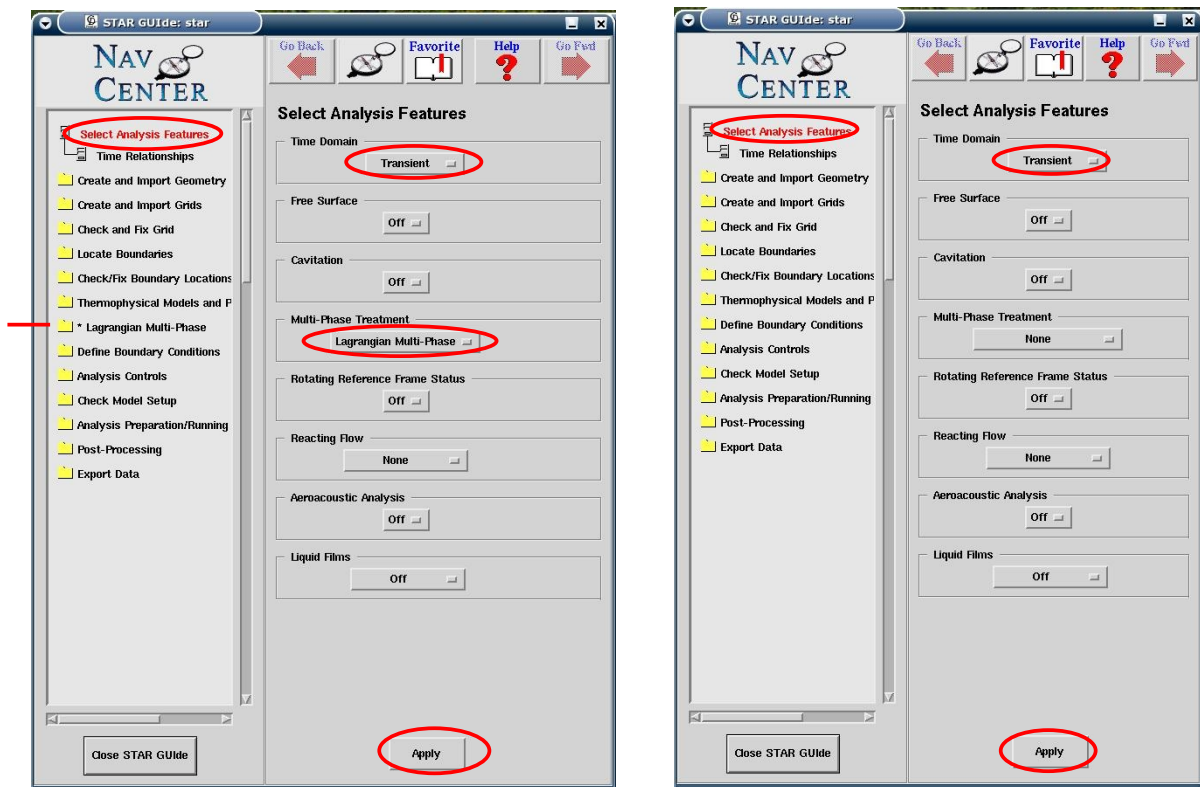 STAR GUIde: star
NAV
CENTER
Select Analysis Features
Time Relationships
Create and Import Geometry
Create and Import Grids
Check and Fix Grid
Locate Boundaries
Check/Fix Boundary Locations
Thermophysical Models and P
* Lagrangian Multi-Phase
Define Boundary Conditions
Analysis Controls
Check Model Setup
Analysis Preparation/Running
Post-Processing
Export Data
Close STAR GUIde
Go Back
Favorite
Help
Go Fwd
Select Analysis Features
Time Domain
Transient
Free Surface
Off
Cavitation
Off
Multi-Phase Treatment
Lagrangian Multi-Phase
Rotating Reference Frame Status
Off
Reacting Flow
None
Aeroacoustic Analysis
Off
Liquid Films
Off
Apply
STAR GUIde: star
NAV
CENTER
Select Analysis Features
Time Relationships
Create and Import Geometry
Create and Import Grids
Check and Fix Grid
Locate Boundaries
Check/Fix Boundary Locations
Thermophysical Models and P
Define Boundary Conditions
Analysis Controls
Check Model Setup
Analysis Preparation/Running
Post-Processing
Export Data
Close STAR GUIde
Go Back
Favorite
Help
Go Fwd
Select Analysis Features
Time Domain
Transient
Free Surface
Off
Cavitation
Off
Multi-Phase Treatment
None
Rotating Reference Frame Status
Off
Reacting Flow
None
Aeroacoustic Analysis
Off
Liquid Films
Off
Apply